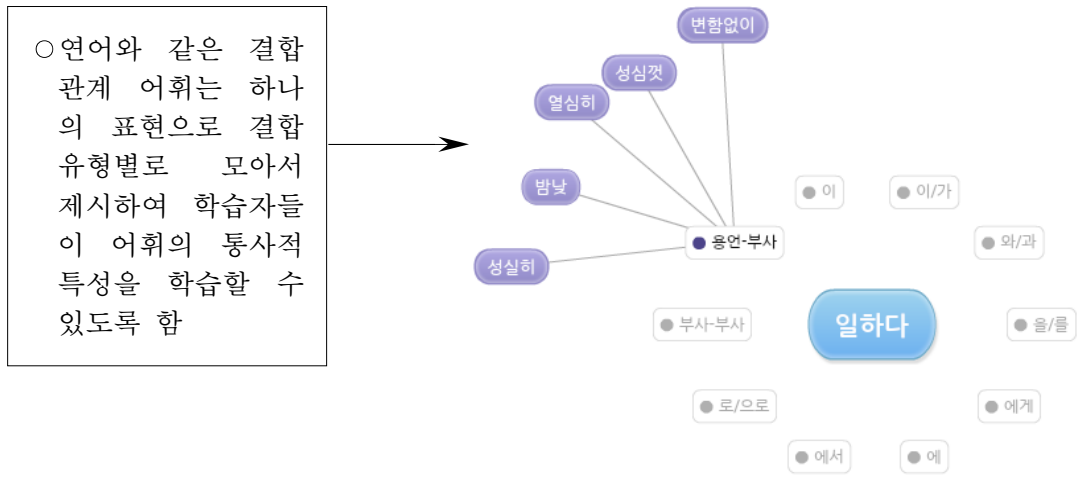 ○연어와 같은 결합
관계 어휘는 하나
의 표현으로 결합
유형별로 모아서
제시하여 학습자들
이 어휘의 통사적
특성을 학습할 수
있도록 함
변함없이
성심껏
열심히
밤낮
성실히
용언-부사
이
이/가
와/과
부사-부사
일하다
을/를
로/으로
에게
에서
에